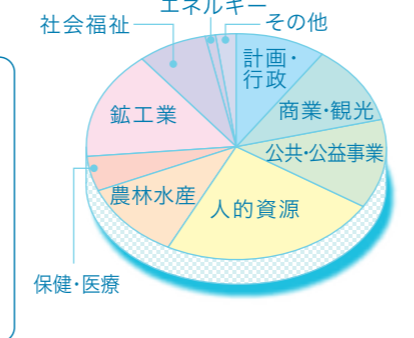 エネルギー
社会福祉
その他
計画・
行政
商業・観光
鉱工業
公共・公益事業
農林水産
人的資源
保健・医療